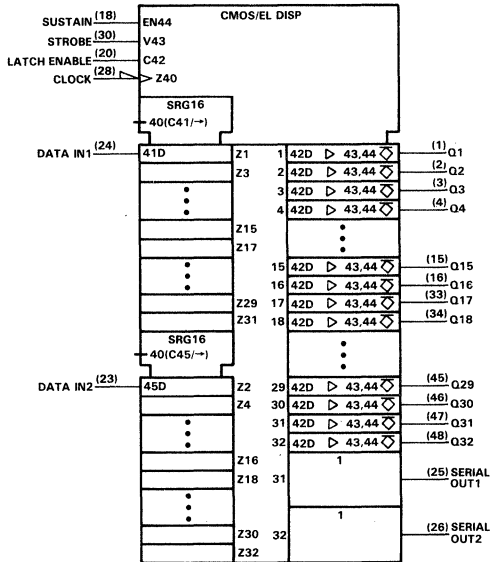 CMOS/EL DISP
SUSTAIN (18) EN44
STROBE (30) V43
LATCH ENABLE (20) C42
CLOCK (28) Z40
SRG16
40(C41/→)
DATA IN1 (24) 41D Z1 1 42D ▷ 43,44 (1) Q1
Z3 2 42D ▷ 43,44 (2) Q2
3 42D ▷ 43,44 (3) Q3
4 42D ▷ 43,44 (4) Q4
Z15
Z17
15 42D ▷ 43,44 (15) Q15
16 42D ▷ 43,44 (16) Q16
Z29 17 42D ▷ 43,44 (33) Q17
Z31 18 42D ▷ 43,44 (34) Q18
SRG16
40(C45/→)
DATA IN2 (23) 45D Z2 29 42D ▷ 43,44 (45) Q29
Z4 30 42D ▷ 43,44 (46) Q30
31 42D ▷ 43,44 (47) Q31
32 42D ▷ 43,44 (48) Q32
Z16 1
Z18 31 (25) SERIAL OUT1
1
Z30 32 (26) SERIAL OUT2
Z32